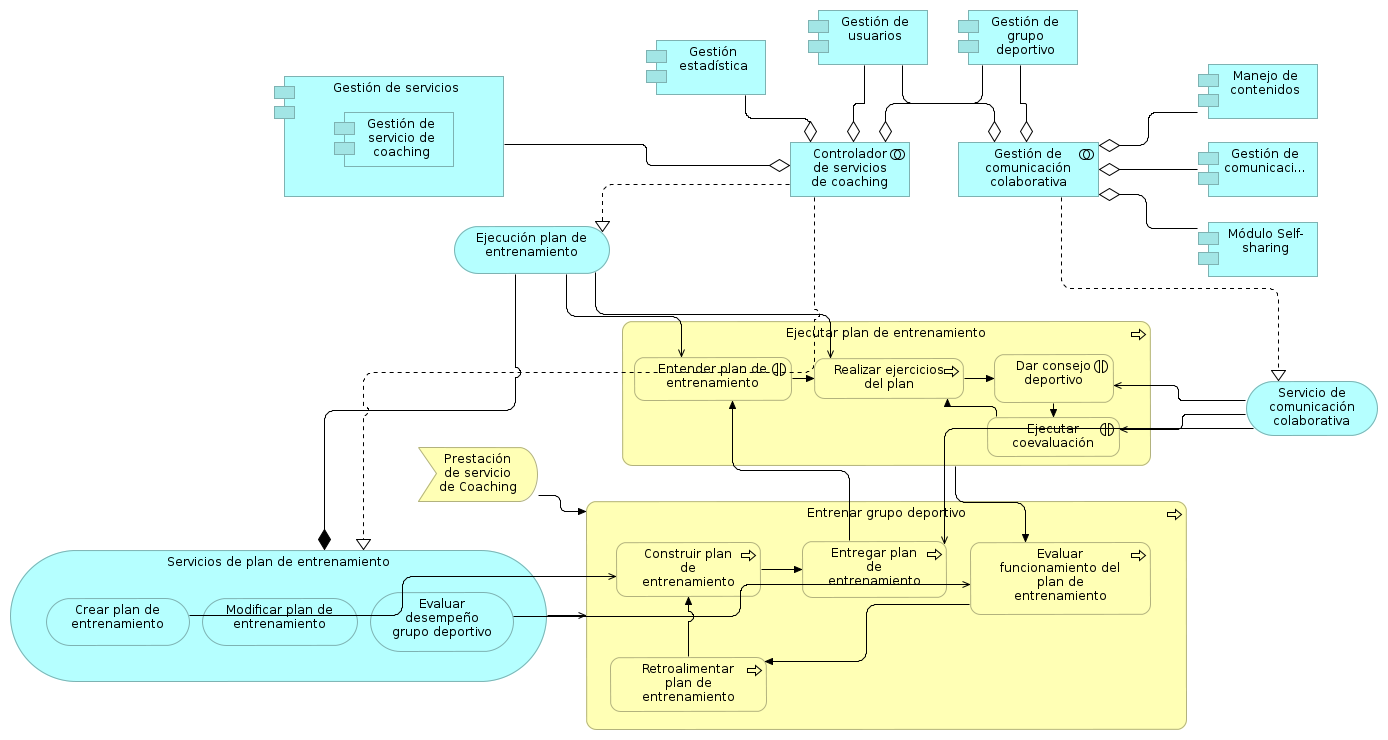 Gestión de
usuarios
Gestión de
grupo
deportivo
Gestión
estadística
Gestión de servicios
Gestión de
servicio de
coaching
Manejo de
contenidos
Controlador
de servicios
de coaching
Gestión de
comunicación
colaborativa
Gestión de
comunicaci...
Módulo Self-
sharing
Ejecución plan de
entrenamiento
Ejecutar plan de entrenamiento
Entender plan de
entrenamiento
Realizar ejercicios
del plan
Dar consejo
deportivo
Ejecutar
coevaluación
Servicio de
comunicación
colaborativa
Prestación
de servicio
de Coaching
Entrenar grupo deportivo
Construir plan
de
entrenamiento
Entregar plan
de
entrenamiento
Evaluar
funcionamiento del
plan de
entrenamiento
Retroalimentar
plan de
entrenamiento
Servicios de plan de entrenamiento
Crear plan de
entrenamiento
Modificar plan de
entrenamiento
Evaluar
desempeño
grupo deportivo